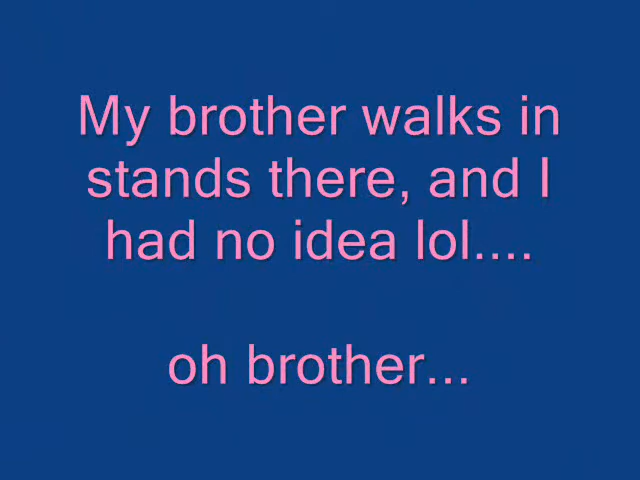 My brother walks in
stands there, and I
had no idea lol....
oh brother...